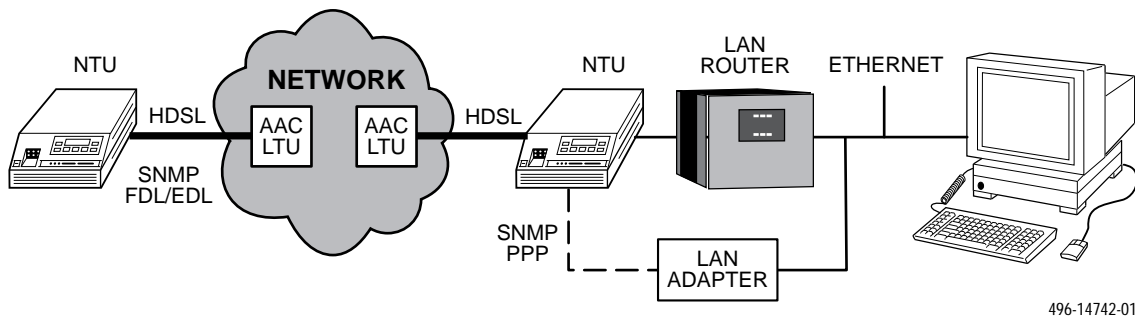 NTU
HDSL
SNMP
FDL/EDL
NETWORK
AAC
LTU
AAC
LTU
HDSL
NTU
LAN
ROUTER
ETHERNET
SNMP
PPP
LAN
ADAPTER
496-14742-01